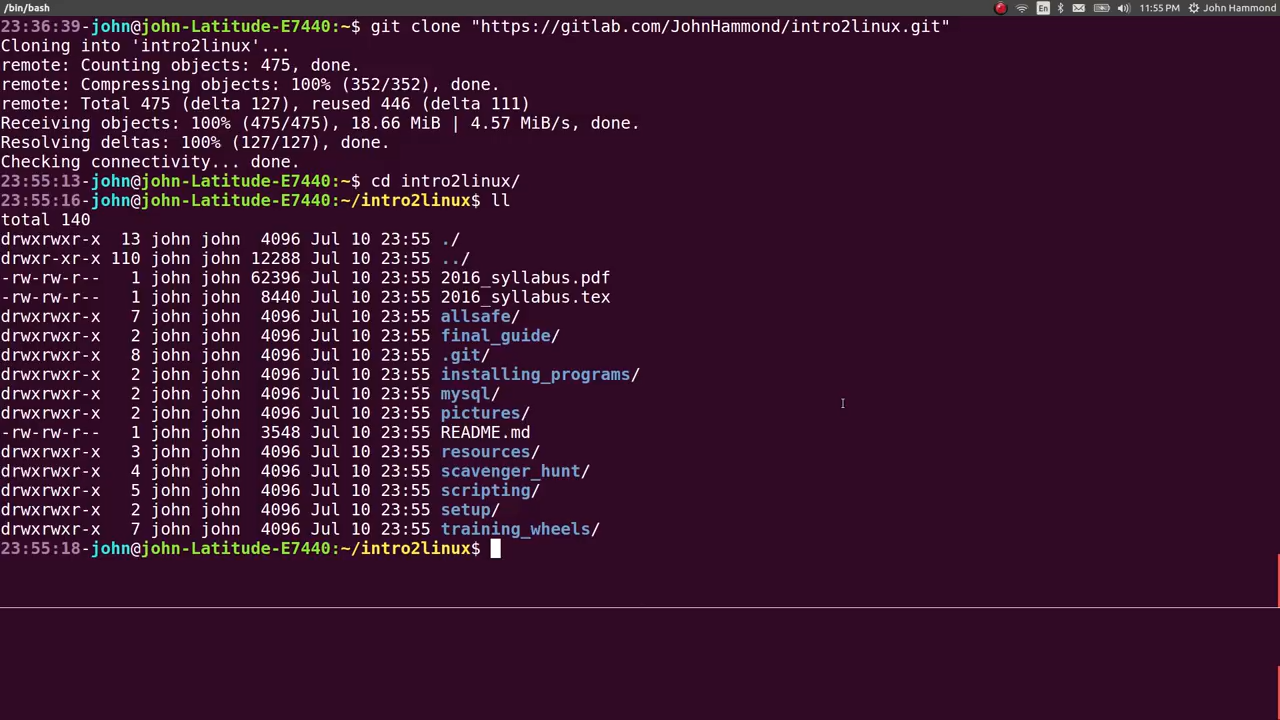 /bin/bash En 11:55 PM John Hammond
23:36:39-john@john-Latitude-E7440:~$ git clone "https://gitlab.com/JohnHammond/intro2linux.git"
Cloning into 'intro2linux'...
remote: Counting objects: 475, done.
remote: Compressing objects: 100% (352/352), done.
remote: Total 475 (delta 127), reused 446 (delta 111)
Receiving objects: 100% (475/475), 18.66 MiB | 4.57 MiB/s, done.
Resolving deltas: 100% (127/127), done.
Checking connectivity... done.
23:55:13-john@john-Latitude-E7440:~$ cd intro2linux/
23:55:16-john@john-Latitude-E7440:~/intro2linux$ ll
total 140
drwxrwxr-x  13 john john  4096 Jul 10 23:55 ./
drwxr-xr-x 110 john john 12288 Jul 10 23:55 ../
-rw-rw-r--   1 john john 62396 Jul 10 23:55 2016_syllabus.pdf
-rw-rw-r--   1 john john  8440 Jul 10 23:55 2016_syllabus.tex
drwxrwxr-x   7 john john  4096 Jul 10 23:55 allsafe/
drwxrwxr-x   2 john john  4096 Jul 10 23:55 final_guide/
drwxrwxr-x   8 john john  4096 Jul 10 23:55 .git/
drwxrwxr-x   2 john john  4096 Jul 10 23:55 installing_programs/
drwxrwxr-x   2 john john  4096 Jul 10 23:55 mysql/
drwxrwxr-x   2 john john  4096 Jul 10 23:55 pictures/
-rw-rw-r--   1 john john  3548 Jul 10 23:55 README.md
drwxrwxr-x   3 john john  4096 Jul 10 23:55 resources/
drwxrwxr-x   4 john john  4096 Jul 10 23:55 scavenger_hunt/
drwxrwxr-x   5 john john  4096 Jul 10 23:55 scripting/
drwxrwxr-x   2 john john  4096 Jul 10 23:55 setup/
drwxrwxr-x   7 john john  4096 Jul 10 23:55 training_wheels/
23:55:18-john@john-Latitude-E7440:~/intro2linux$